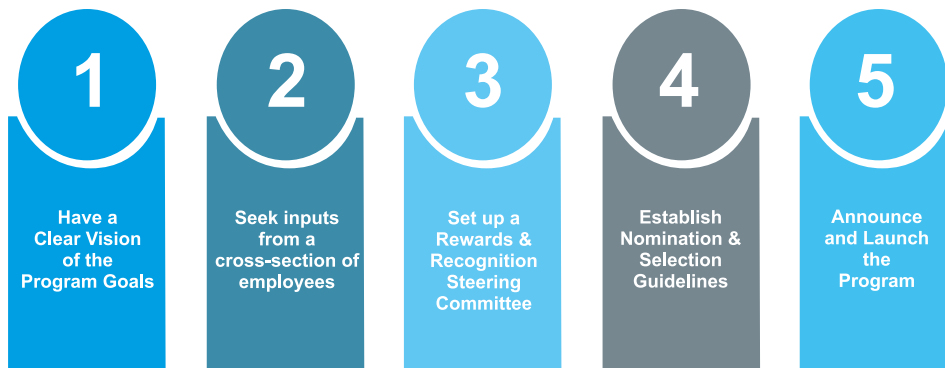 1
Have a
Clear Vision
of the
Program Goals
2
Seek inputs
from a
cross-section of
employees
3
Set up a
Rewards &
Recognition
Steering
Committee
4
Establish
Nomination &
Selection
Guidelines
5
Announce
and Launch
the
Program